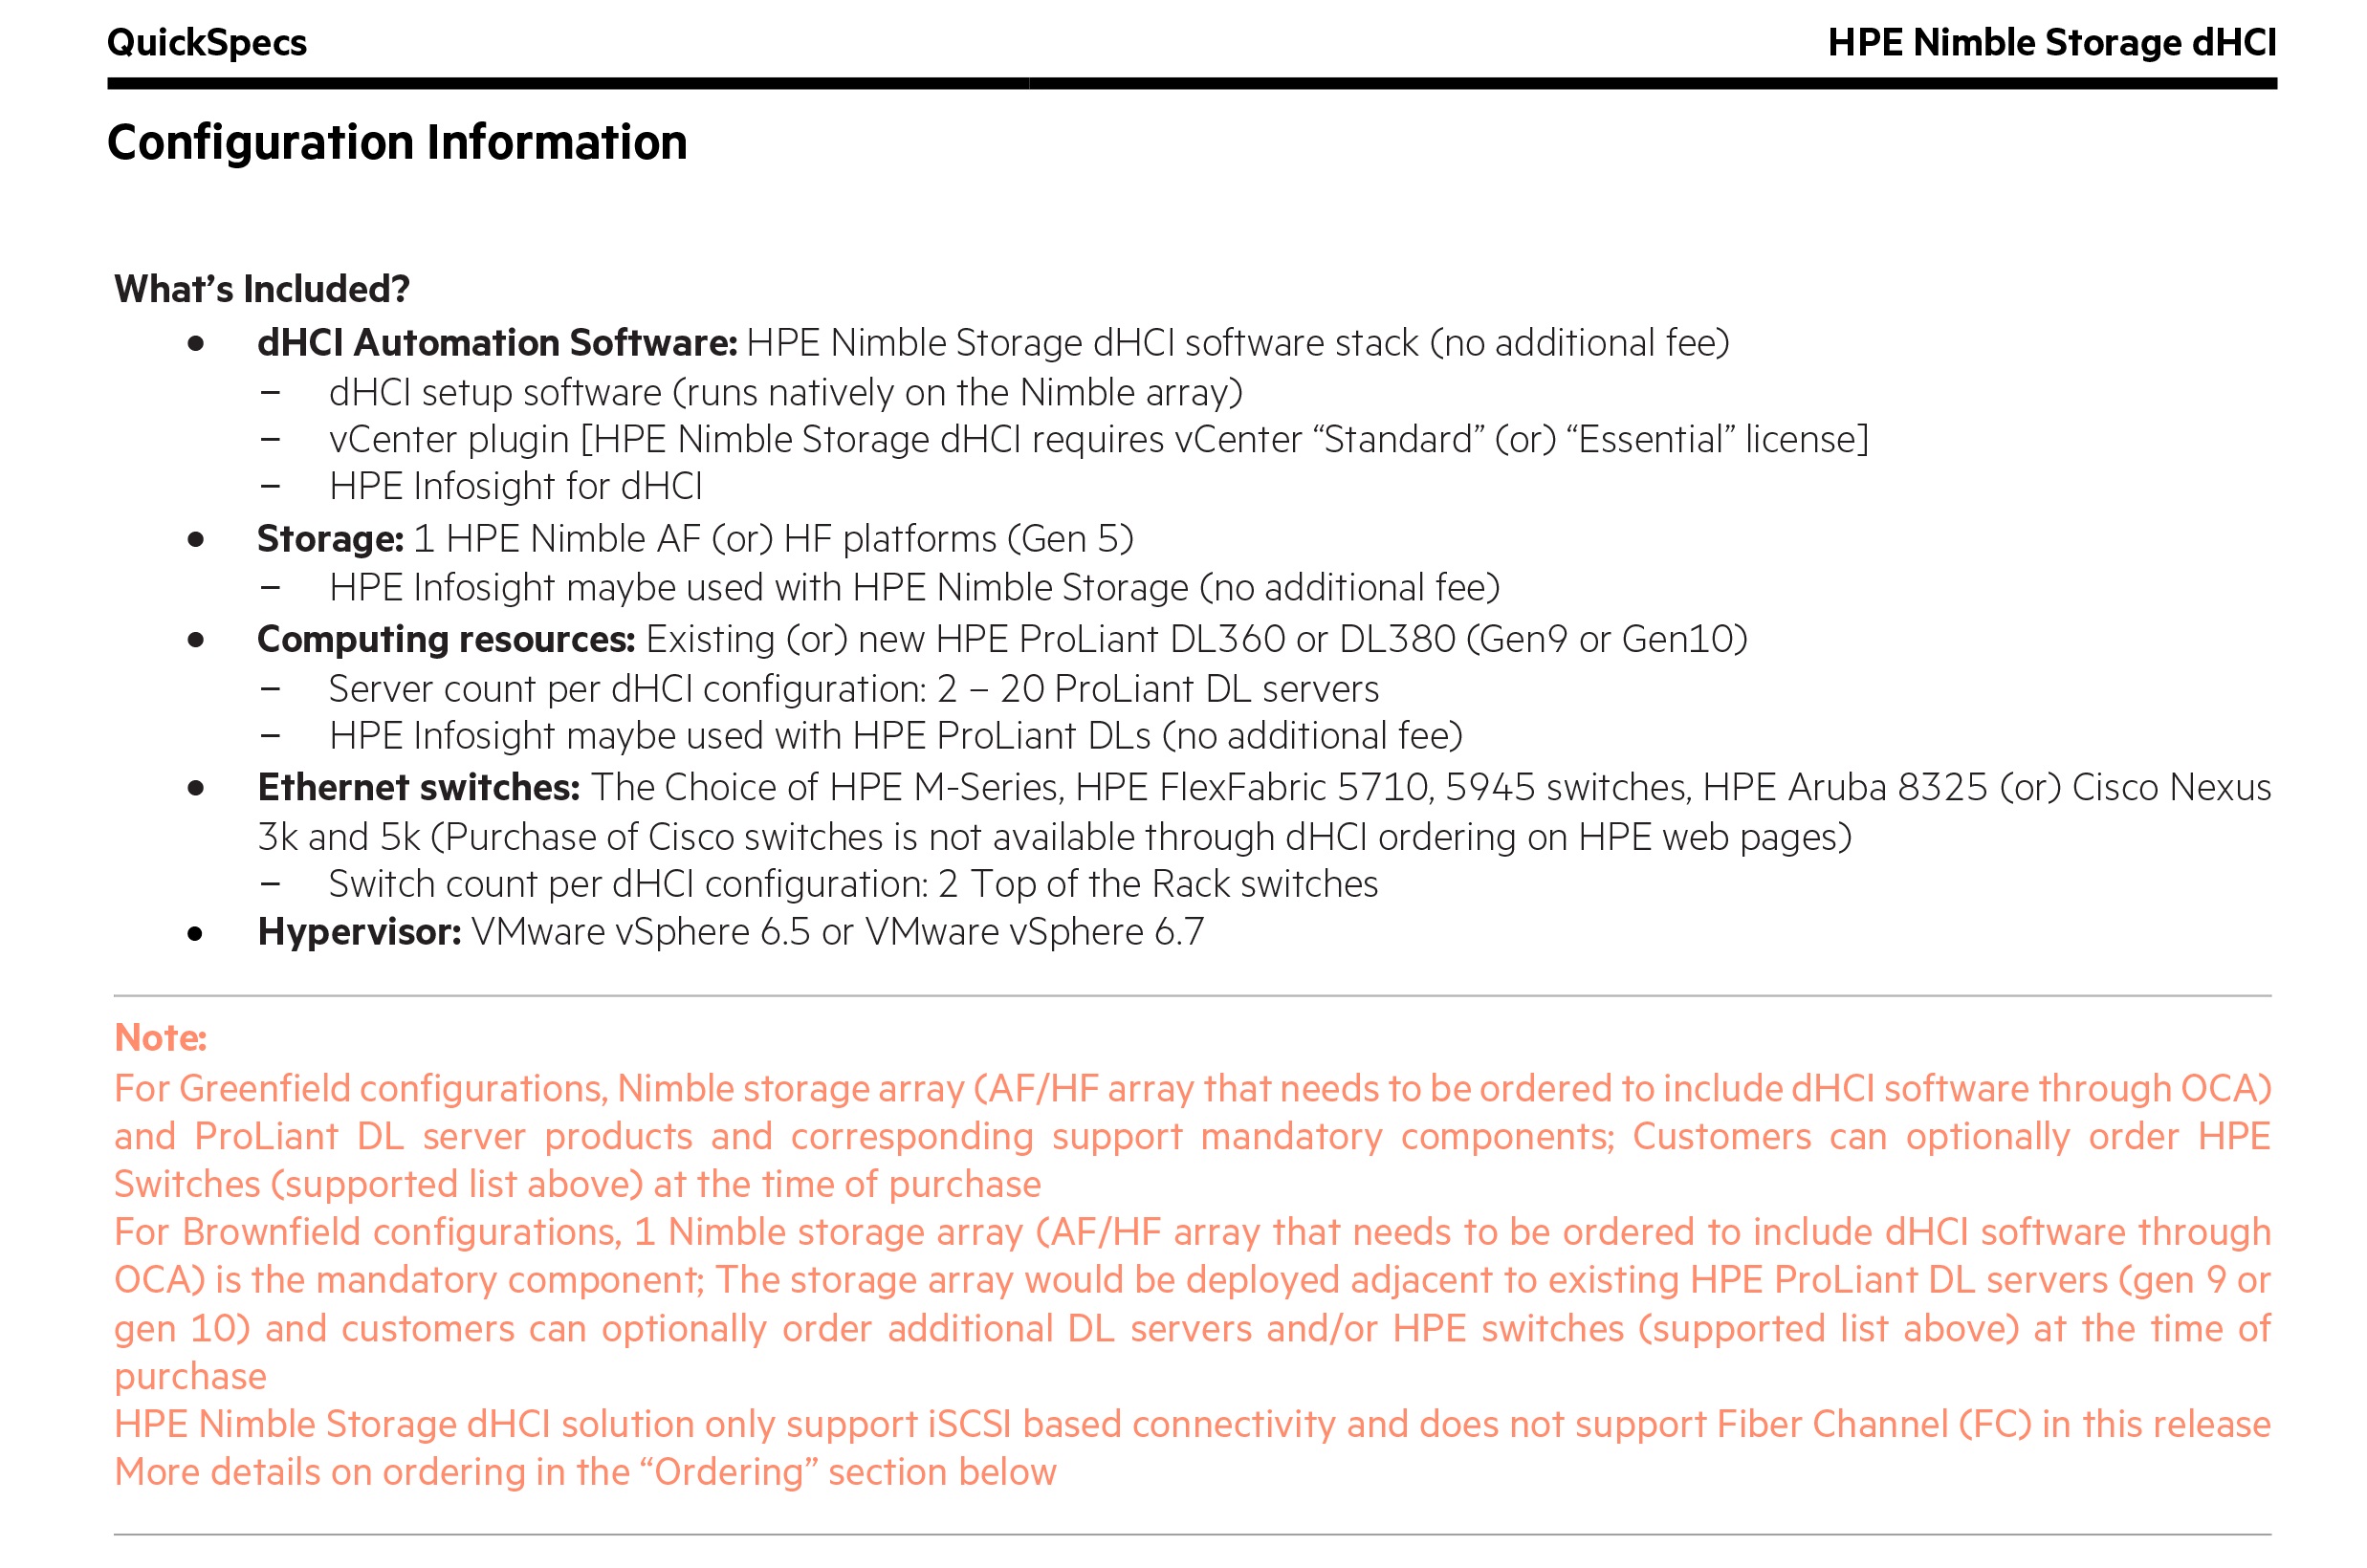 QuickSpecs
HPE Nimble Storage dHCI
Configuration Information
What’s Included?
● dHCI Automation Software: HPE Nimble Storage dHCI software stack (no additional fee)
− dHCI setup software (runs natively on the Nimble array)
− vCenter plugin [HPE Nimble Storage dHCI requires vCenter “Standard” (or) “Essential” license]
− HPE Infosight for dHCI
● Storage: 1 HPE Nimble AF (or) HF platforms (Gen 5)
− HPE Infosight maybe used with HPE Nimble Storage (no additional fee)
● Computing resources: Existing (or) new HPE ProLiant DL360 or DL380 (Gen9 or Gen10)
− Server count per dHCI configuration: 2 – 20 ProLiant DL servers
− HPE Infosight maybe used with HPE ProLiant DLs (no additional fee)
● Ethernet switches: The Choice of HPE M-Series, HPE FlexFabric 5710, 5945 switches, HPE Aruba 8325 (or) Cisco Nexus
3k and 5k (Purchase of Cisco switches is not available through dHCI ordering on HPE web pages)
− Switch count per dHCI configuration: 2 Top of the Rack switches
● Hypervisor: VMware vSphere 6.5 or VMware vSphere 6.7
Note:
For Greenfield configurations, Nimble storage array (AF/HF array that needs to be ordered to include dHCI software through OCA)
and ProLiant DL server products and corresponding support mandatory components; Customers can optionally order HPE
Switches (supported list above) at the time of purchase
For Brownfield configurations, 1 Nimble storage array (AF/HF array that needs to be ordered to include dHCI software through
OCA) is the mandatory component; The storage array would be deployed adjacent to existing HPE ProLiant DL servers (gen 9 or
gen 10) and customers can optionally order additional DL servers and/or HPE switches (supported list above) at the time of
purchase
HPE Nimble Storage dHCI solution only support iSCSI based connectivity and does not support Fiber Channel (FC) in this release
More details on ordering in the “Ordering” section below